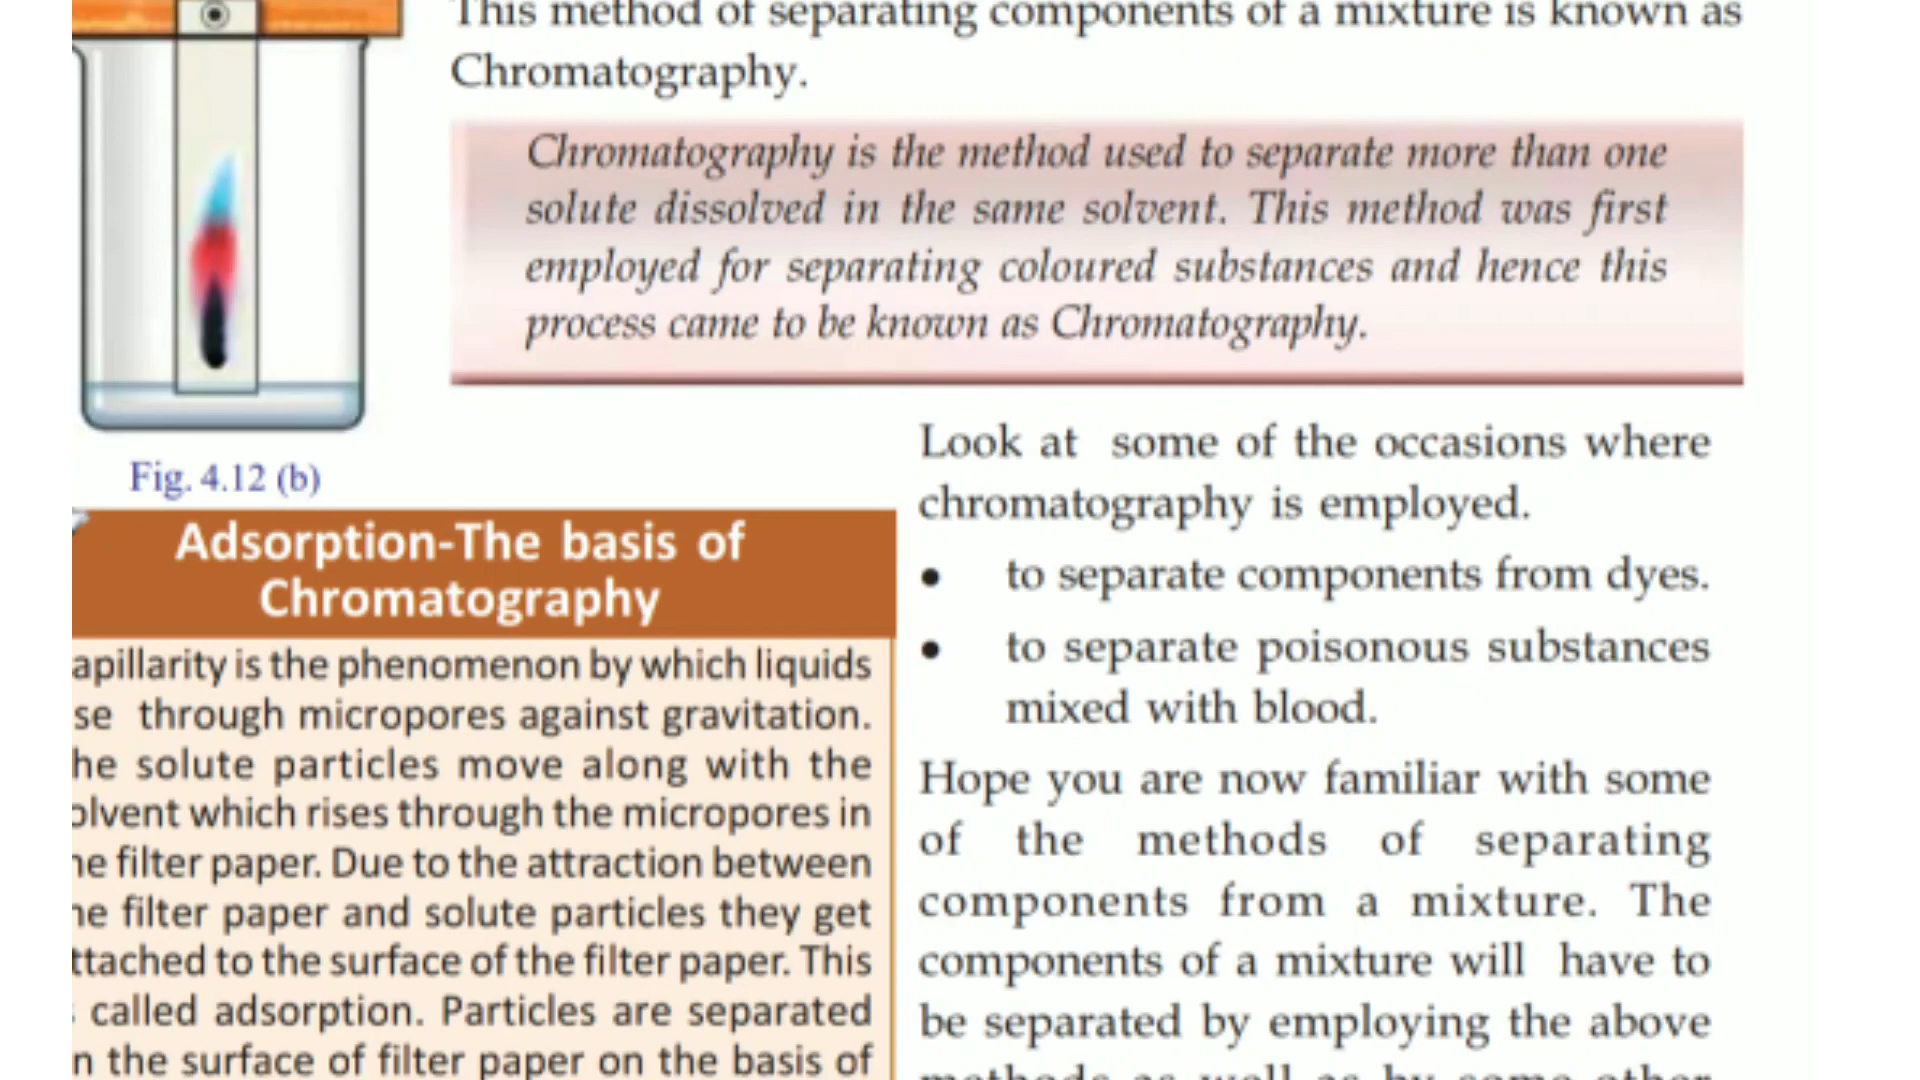 This method of separating components of a mixture is known as
Chromatography.
Chromatography is the method used to separate more than one
solute dissolved in the same solvent. This method was first
employed for separating coloured substances and hence this
process came to be known as Chromatography.
Fig. 4.12 (b)
Adsorption-The basis of
Chromatography
apillarity is the phenomenon by which liquids
se through micropores against gravitation.
he solute particles move along with the
olvent which rises through the micropores in
he filter paper. Due to the attraction between
he filter paper and solute particles they get
ttached to the surface of the filter paper. This
called adsorption. Particles are separated
n the surface of filter paper on the basis of
Look at some of the occasions where
chromatography is employed.
• to separate components from dyes.
• to separate poisonous substances
mixed with blood.
Hope you are now familiar with some
of the methods of separating
components from a mixture. The
components of a mixture will have to
be separated by employing the above
methods as well as by some other